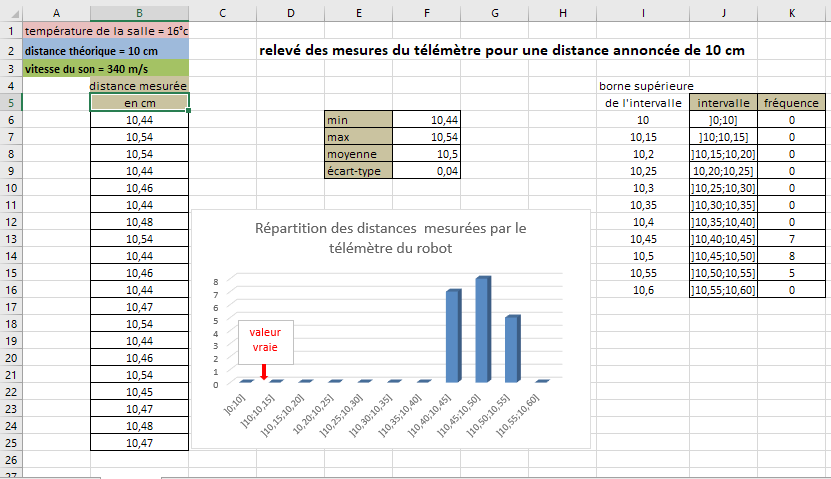 A B C D E F G H I J K
1 température de la salle = 16°c
2 distance théorique = 10 cm relevé des mesures du télémètre pour une distance annoncée de 10 cm
3 vitesse du son = 340 m/s
4 distance mesurée borne supérieure
5 en cm de l'intervalle intervalle fréquence
6 10,44 min 10,44 10 ]0;10] 0
7 10,54 max 10,54 10,15 ]10;10,15] 0
8 10,54 moyenne 10,5 10,2 ]10,15;10,20] 0
9 10,44 écart-type 0,04 10,25 10,20;10,25] 0
10 10,46 10,3 ]10,25;10,30] 0
11 10,44 10,35 ]10,30;10,35] 0
12 10,48 10,4 ]10,35;10,40] 0
13 10,54 10,45 ]10,40;10,45] 7
14 10,44 10,5 ]10,45;10,50] 8
15 10,46 10,55 ]10,50;10,55] 5
16 10,44 10,6 ]10,55;10,60] 0
17 10,47
18 10,54
19 10,44
20 10,46
21 10,54
22 10,45
23 10,47
24 10,48
25 10,47
26
27
Répartition des distances mesurées par le
télémètre du robot
8
7
6
5
4
3
2
1
0
valeur
vraie
]0;10]
]10;10,15]
]10,15;10,20]
10,20;10,25]
]10,25;10,30]
]10,30;10,35]
]10,35;10,40]
]10,40;10,45]
]10,45;10,50]
]10,50;10,55]
]10,55;10,60]